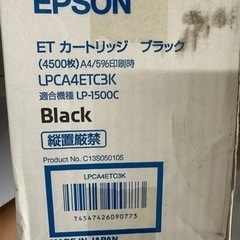 EPSON
ET カートリッジ ブラック
(4500枚)A4/5%印刷時
LPCA4ETC3K
適合機種 LP-1500C
Black
縦置厳禁
Product No. C13S050105
LPCA4ETC3K
T4547426090773
MADE IN JAPAN